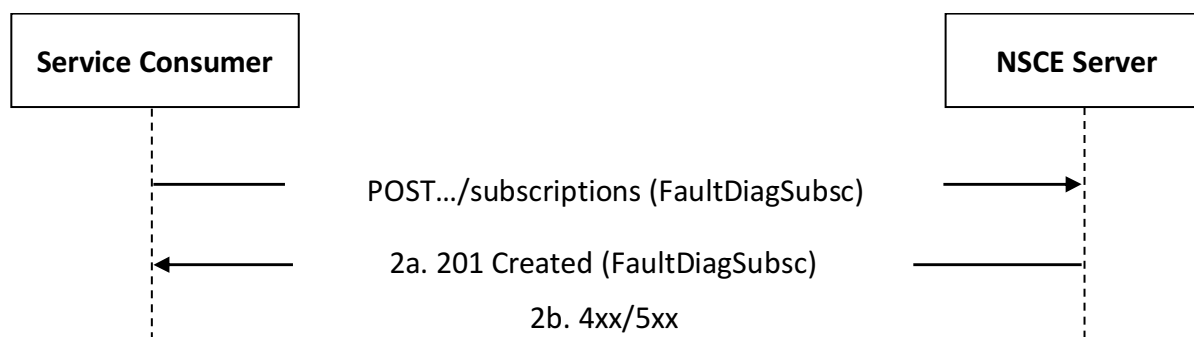 Service Consumer
NSCE Server
POST.../subscriptions (FaultDiagSubsc)
2a. 201 Created (FaultDiagSubsc)
2b. 4xx/5xx